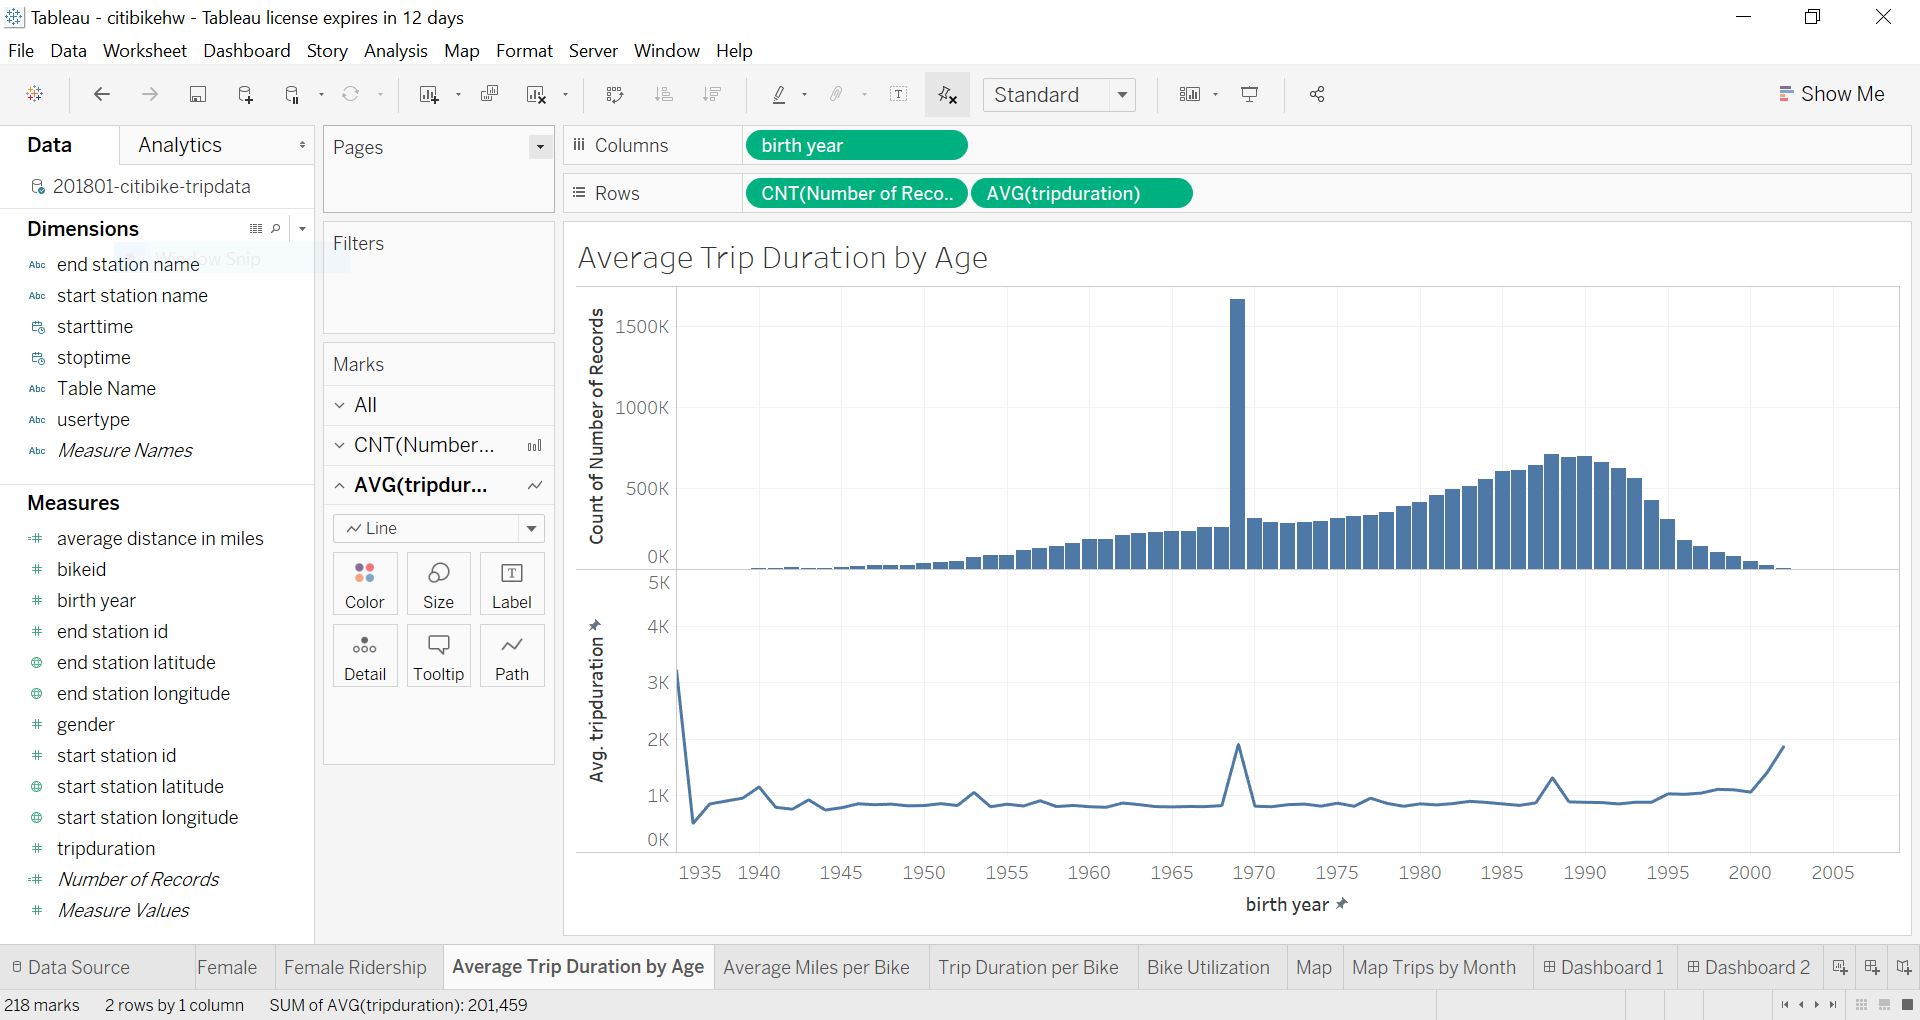 Tableau - citibikehw - Tableau license expires in 12 days
File Data Worksheet Dashboard Story Analysis Map Format Server Window Help
Standard
Show Me
Data Analytics
201801-citibike-tripdata
Dimensions
Window Snip
Abc end station name
Abc start station name
starttime
stoptime
Abc Table Name
Abc usertype
Abc Measure Names
Measures
=# average distance in miles
# bikeid
# birth year
# end station id
end station latitude
end station longitude
# gender
# start station id
start station latitude
start station longitude
# tripduration
=# Number of Records
# Measure Values
Pages
Filters
Marks
All
CNT(Number...
AVG(tripdur...
Line
Color Size Label
Detail Tooltip Path
Columns birth year
Rows CNT(Number of Reco.. AVG(tripduration)
Average Trip Duration by Age
Count of Number of Records
1500K
1000K
500K
0K
Avg. tripduration
5K
4K
3K
2K
1K
0K
1935 1940 1945 1950 1955 1960 1965 1970 1975 1980 1985 1990 1995 2000 2005
birth year
Data Source Female Female Ridership Average Trip Duration by Age Average Miles per Bike Trip Duration per Bike Bike Utilization Map Map Trips by Month Dashboard 1 Dashboard 2
218 marks 2 rows by 1 column SUM of AVG(tripduration): 201,459